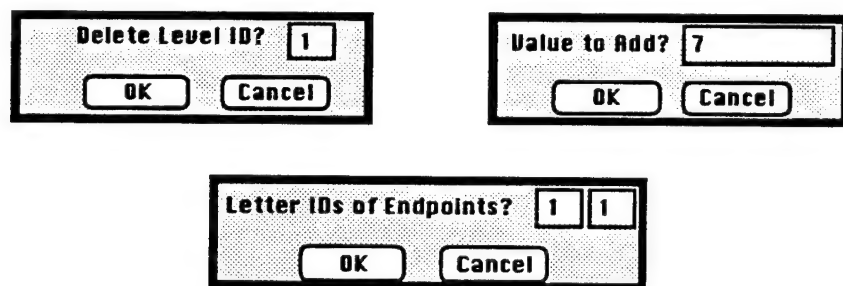 Delete Level ID? 1
OK Cancel
Value to Add? 7
OK Cancel
Letter IDs of Endpoints? 1 1
OK Cancel